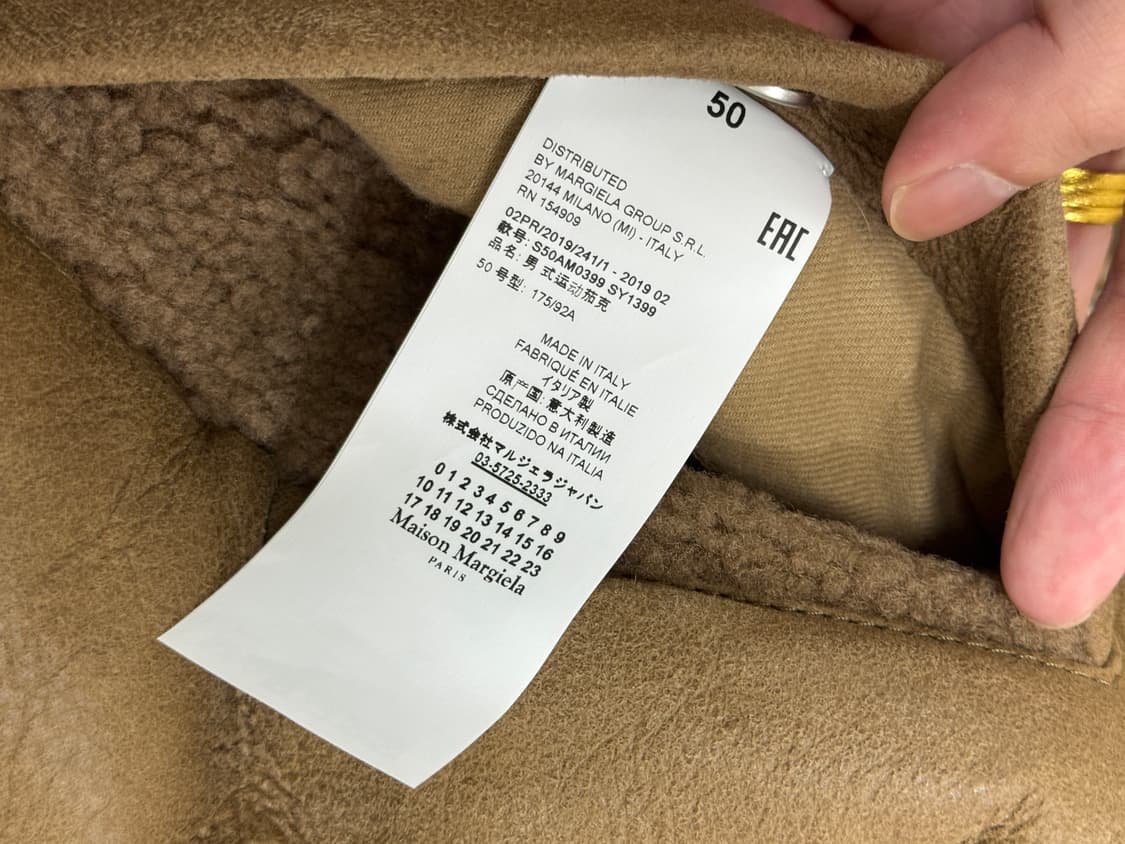 50
EAC
DISTRIBUTED
BY MARGIELA GROUP S.R.L.
20144 MILANO (MI) - ITALY
RN 154909
02PR/2019/241/1 - 2019 02
款号: S50AM0399 SY1399
品名: 男式运动茄克
50 号型: 175/92A
MADE IN ITALY
FABRIQUÉ EN ITALIE
イタリア製
原产国: 意大利製造
СДЕЛАНО В ИТАЛИИ
PRODUZIDO NA ITALIA
株式会社マルジェラジャパン
03-5725-2333
0 1 2 3 4 5 6 7 8 9
10 11 12 13 14 15 16
17 18 19 20 21 22 23
Maison Margiela
PARIS